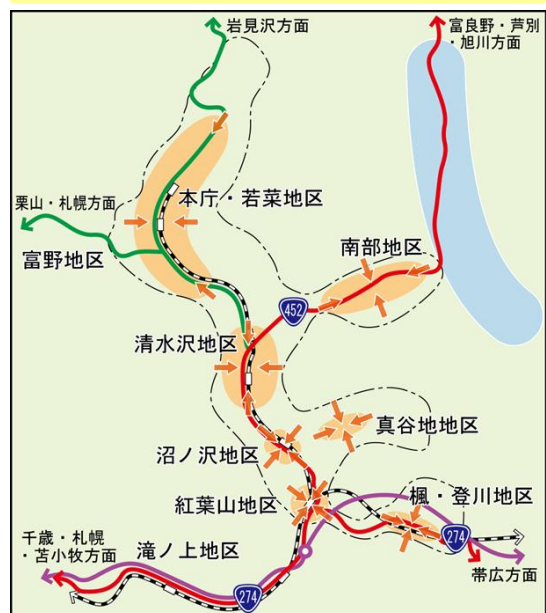 岩見沢方面
富良野・芦別
・旭川方面
本庁・若菜地区
栗山・札幌方面
富野地区
南部地区
452
清水沢地区
真谷地地区
沼ノ沢地区
楓・登川地区
紅葉山地区
274
千歳・札幌
・苫小牧方面
滝ノ上地区
帯広方面
274